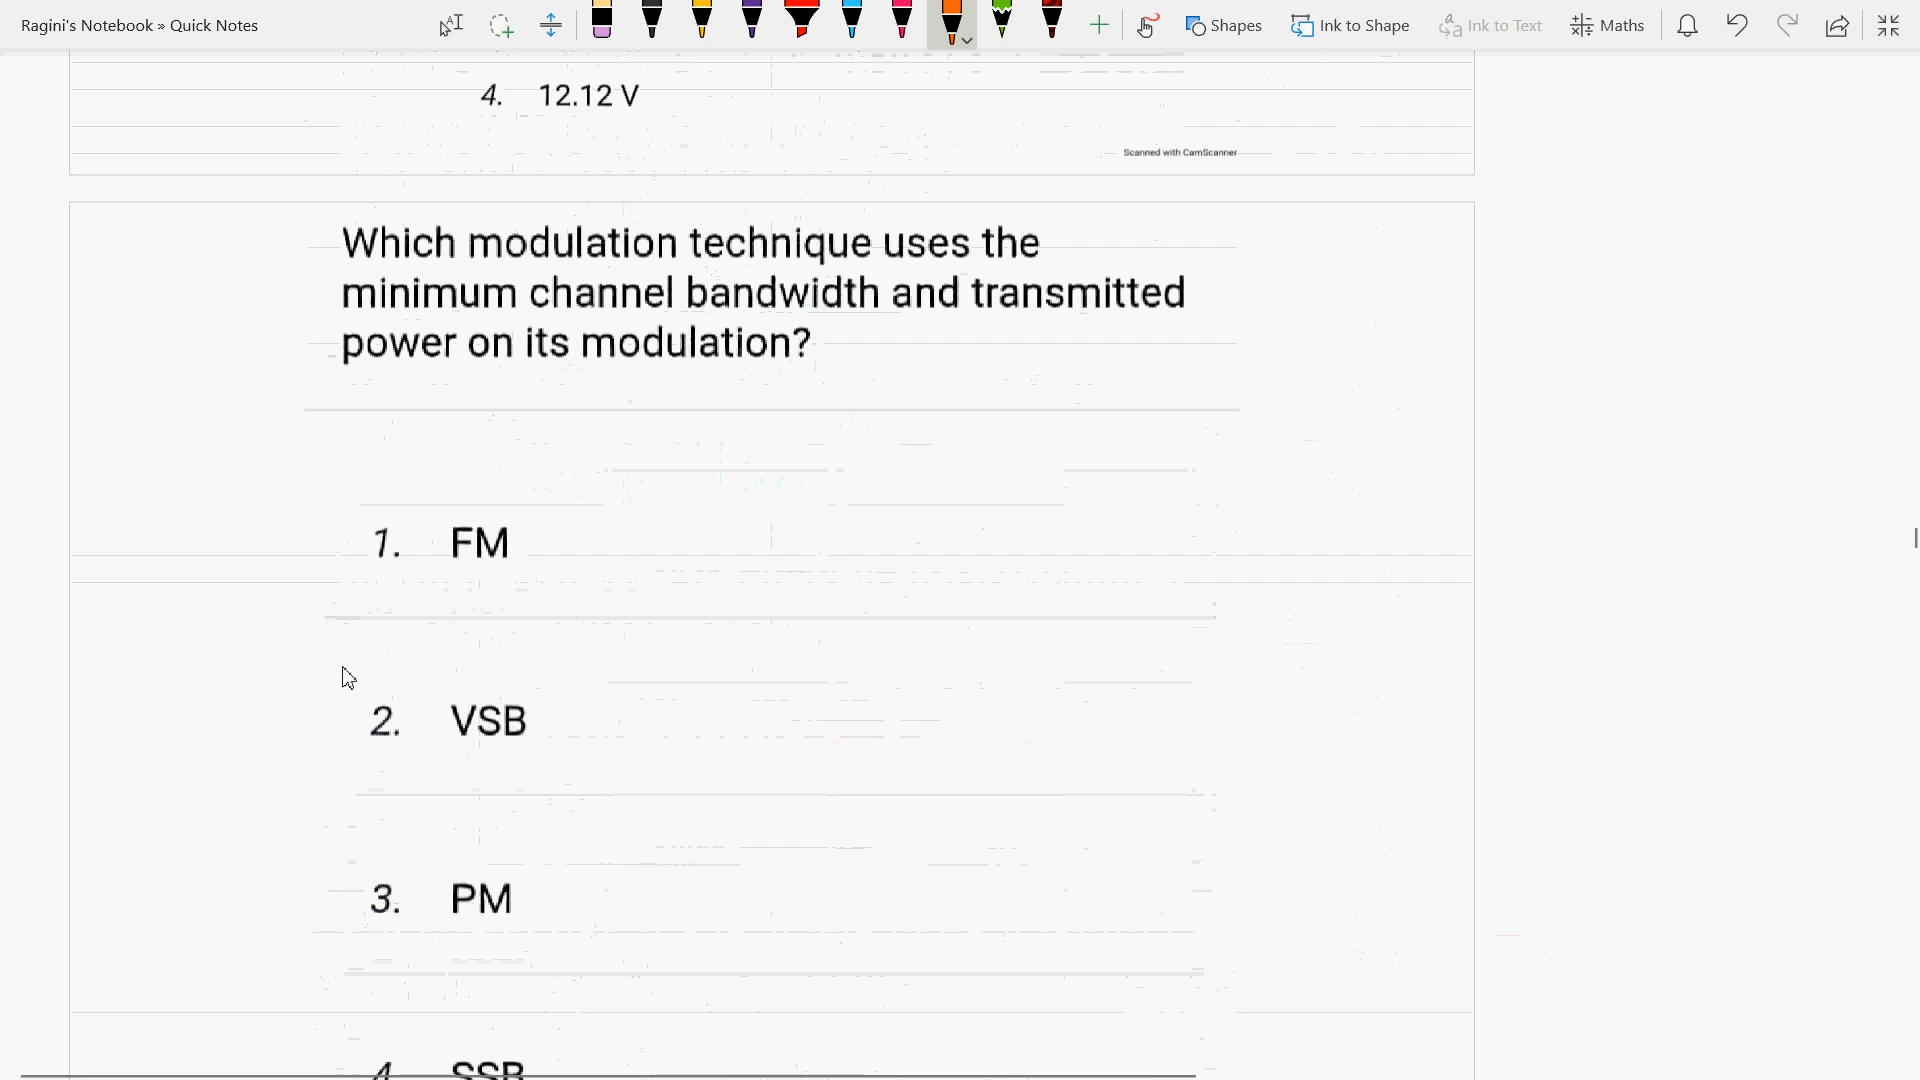 Ragini's Notebook » Quick Notes
Shapes
Ink to Shape
Ink to Text
Maths
4. 12.12 V
Scanned with CamScanner
Which modulation technique uses the
minimum channel bandwidth and transmitted
power on its modulation?
1. FM
2. VSB
3. PM
4. SSB